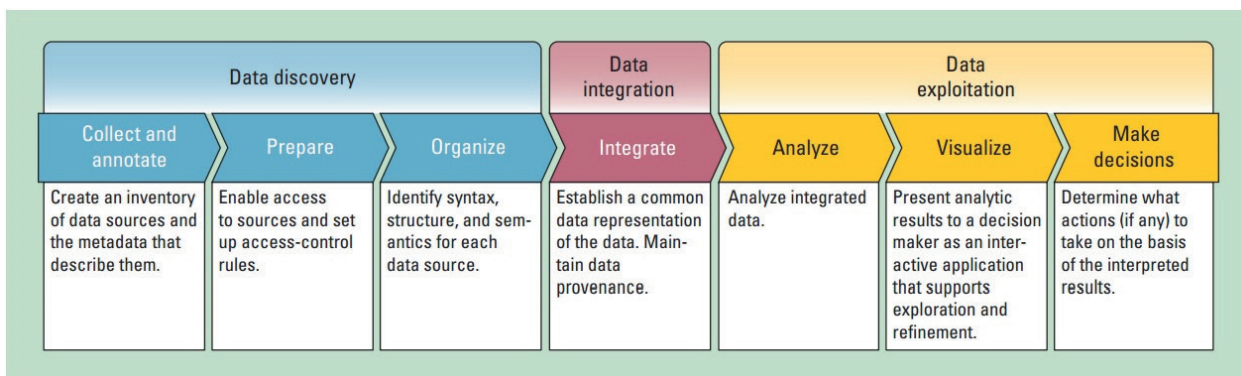 Data discovery
Data
integration
Data
exploitation
Collect and
annotate
Prepare
Organize
Integrate
Analyze
Visualize
Make
decisions
Create an inventory
of data sources and
the metadata that
describe them.
Enable access
to sources and set
up access-control
rules.
Identify syntax,
structure, and sem-
antics for each
data source.
Establish a common
data representation
of the data. Main-
tain data
provenance.
Analyze integrated
data.
Present analytic
results to a decision
maker as an inter-
active application
that supports
exploration and
refinement.
Determine what
actions (if any) to
take on the basis
of the interpreted
results.